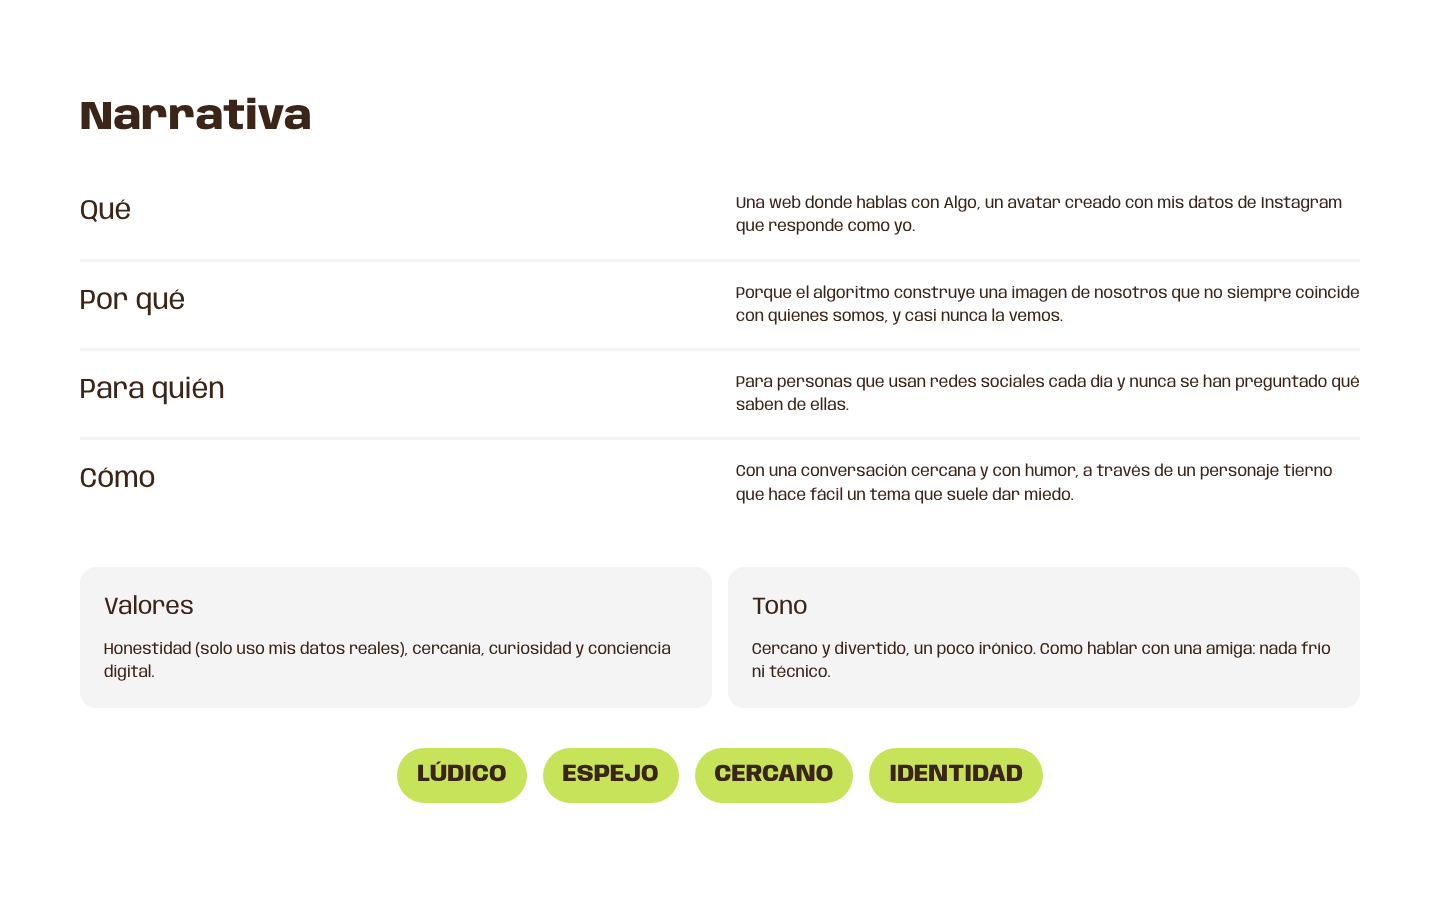 Narrativa
Qué
Una web donde hablas con Algo, un avatar creado con mis datos de Instagram
que responde como yo.
Por qué
Porque el algoritmo construye una imagen de nosotros que no siempre coincide
con quienes somos, y casi nunca la vemos.
Para quién
Para personas que usan redes sociales cada día y nunca se han preguntado qué
saben de ellas.
Cómo
Con una conversación cercana y con humor, a través de un personaje tierno
que hace fácil un tema que suele dar miedo.
Valores
Honestidad (solo uso mis datos reales), cercanía, curiosidad y conciencia
digital.
Tono
Cercano y divertido, un poco irónico. Como hablar con una amiga: nada frío
ni técnico.
LÚDICO
ESPEJO
CERCANO
IDENTIDAD